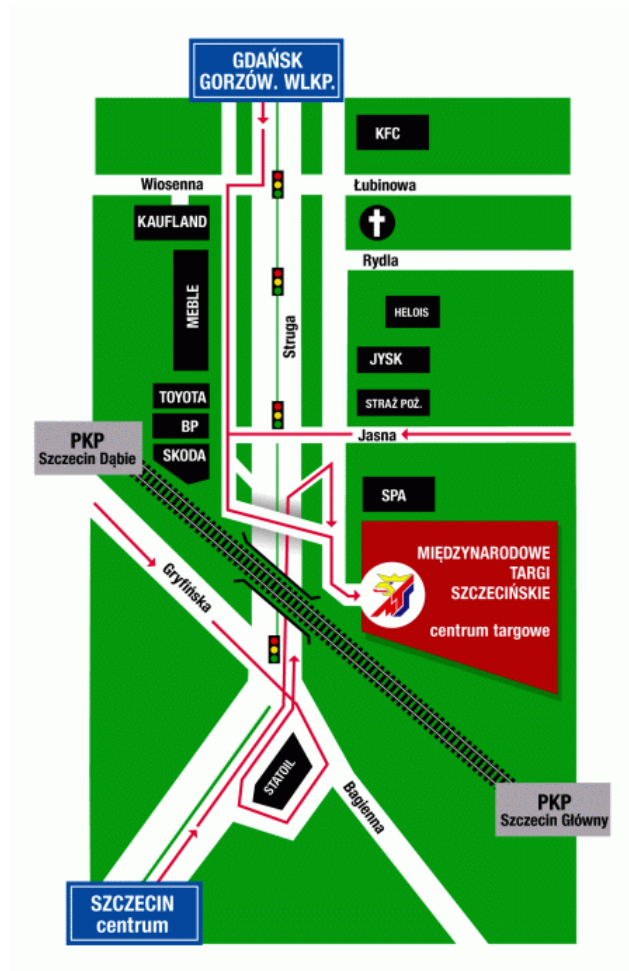 GDAŃSK
GORZÓW. WLKP.
KFC
Wiosenna
Łubinowa
KAUFLAND
Rydla
MEBLE
HELOIS
Struga
JYSK
TOYOTA
STRAŻ POŻ.
BP
Jasna
PKP
Szczecin Dąbie
SKODA
SPA
MIĘDZYNARODOWE
TARGI
SZCZECIŃSKIE
centrum targowe
MTS
Gryfińska
STATOIL
Bagienna
PKP
Szczecin Główny
SZCZECIN
centrum